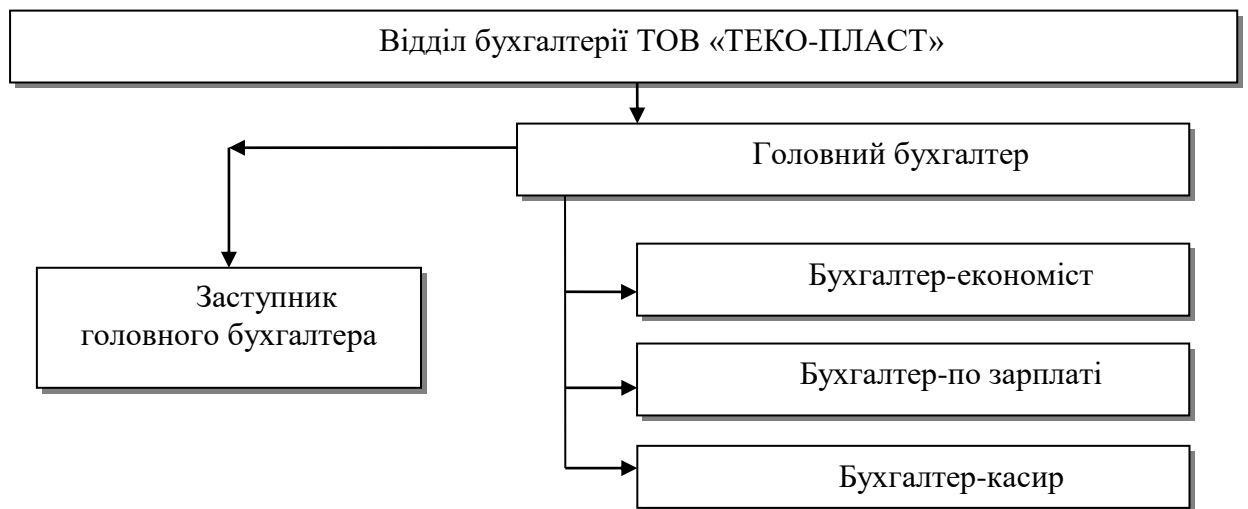 Відділ бухгалтерії ТОВ «ТЕКО-ПЛАСТ»
Головний бухгалтер
Заступник
головного бухгалтера
Бухгалтер-економіст
Бухгалтер-по зарплаті
Бухгалтер-касир